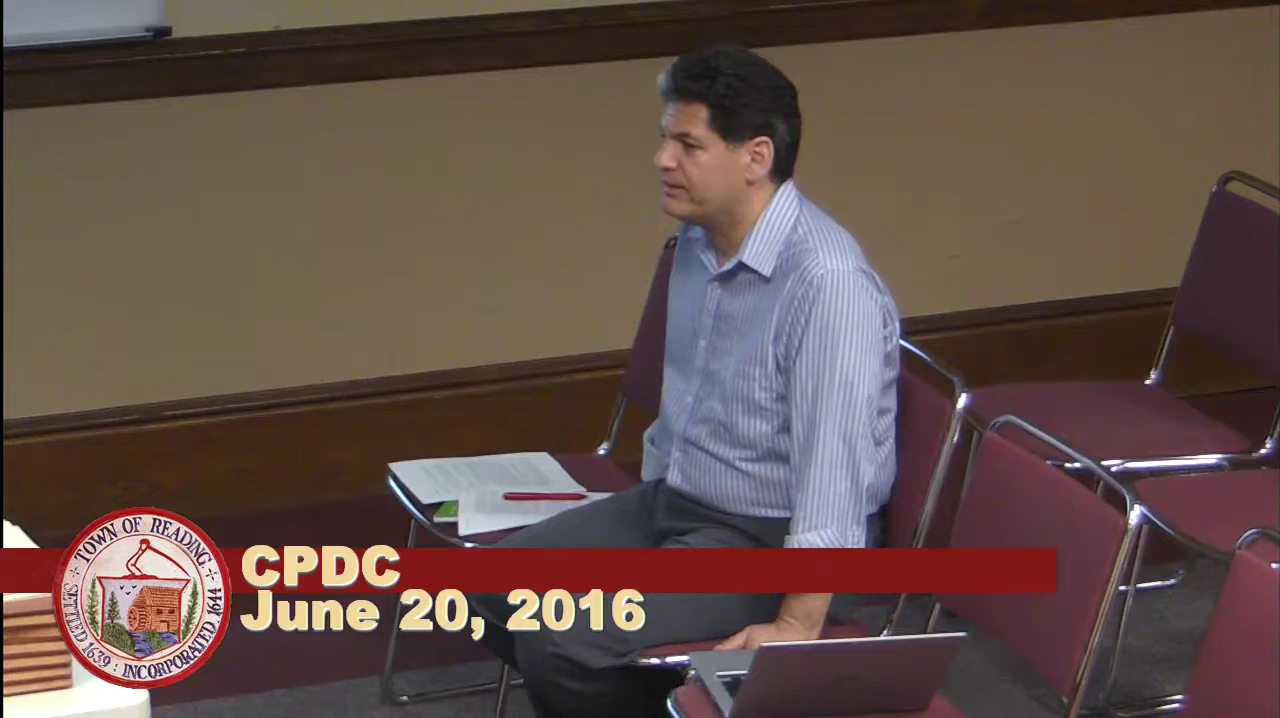 TOWN OF READING
SETTLED 1639 : INCORPORATED 1644
CPDC
June 20, 2016